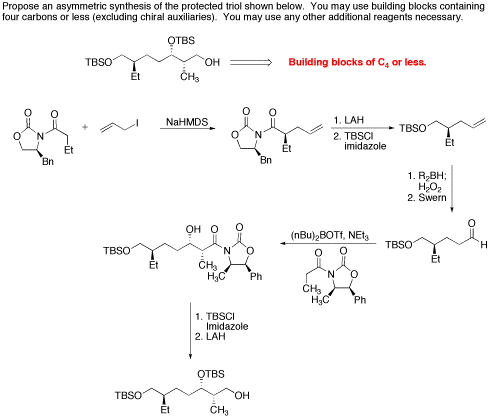 Propose an asymmetric synthesis of the protected triol shown below.  You may use building blocks containing
four carbons or less (excluding chiral auxiliaries).  You may use any other additional reagents necessary.
OTBS
TBSO OH
Et CH3
Building blocks of C4 or less.
O O
O N
Et
Bn
+
I
NaHMDS
O O
O N
Et
Bn
1. LAH
2. TBSCl
imidazole
TBSO
Et
1. R2BH;
H2O2
2. Swern
O
TBSO H
Et
(nBu)2BOTf, NEt3
O O
N O
CH3
H3C Ph
OH O O
TBSO N O
Et CH3
H3C Ph
1. TBSCl
Imidazole
2. LAH
OTBS
TBSO OH
Et CH3